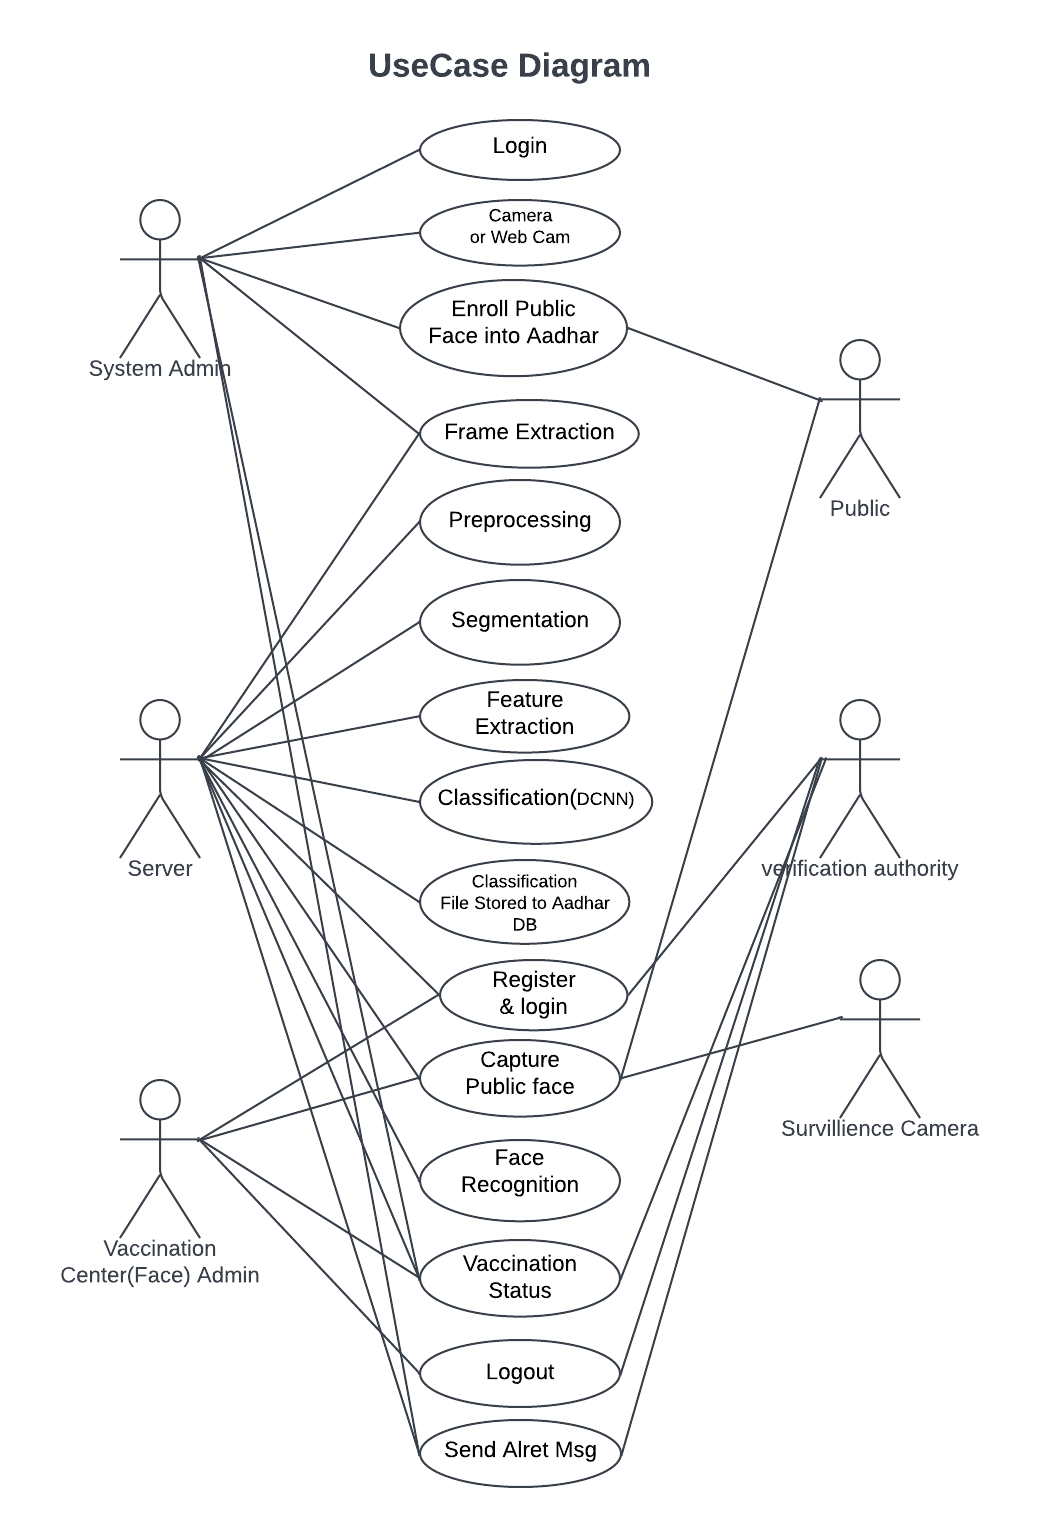 UseCase Diagram
Login
Camera
or Web Cam
Enroll Public
Face into Aadhar
System Admin
Frame Extraction
Public
Preprocessing
Segmentation
Feature
Extraction
Classification(DCNN)
Server
verification authority
Classification
File Stored to Aadhar
DB
Register
& login
Capture
Public face
Survillience Camera
Face
Recognition
Vaccination
Center(Face) Admin
Vaccination
Status
Logout
Send Alret Msg